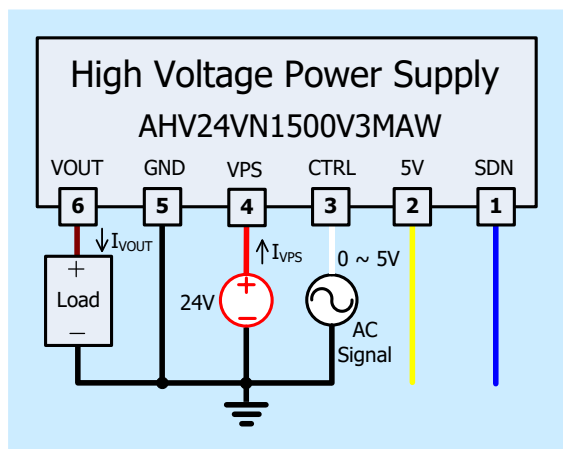 High Voltage Power Supply
AHV24VN1500V3MAW
VOUT GND VPS CTRL 5V SDN
6 5 4 3 2 1
↓IVOUT ↑IVPS 0 ~ 5V
+ +
Load 24V
− −
AC
Signal